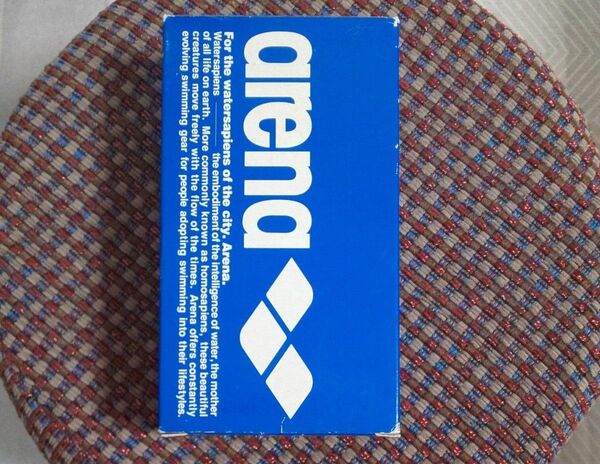 arena
For the watersapiens of the city. Arena.
Watersapiens —— the embodiment of the intelligence of water, the mother
of all life on earth. More commonly known as homosapiens, these beautiful
creatures move freely with the flow of the times. Arena offers constantly
evolving swimming gear for people adopting swimming into their lifestyles.